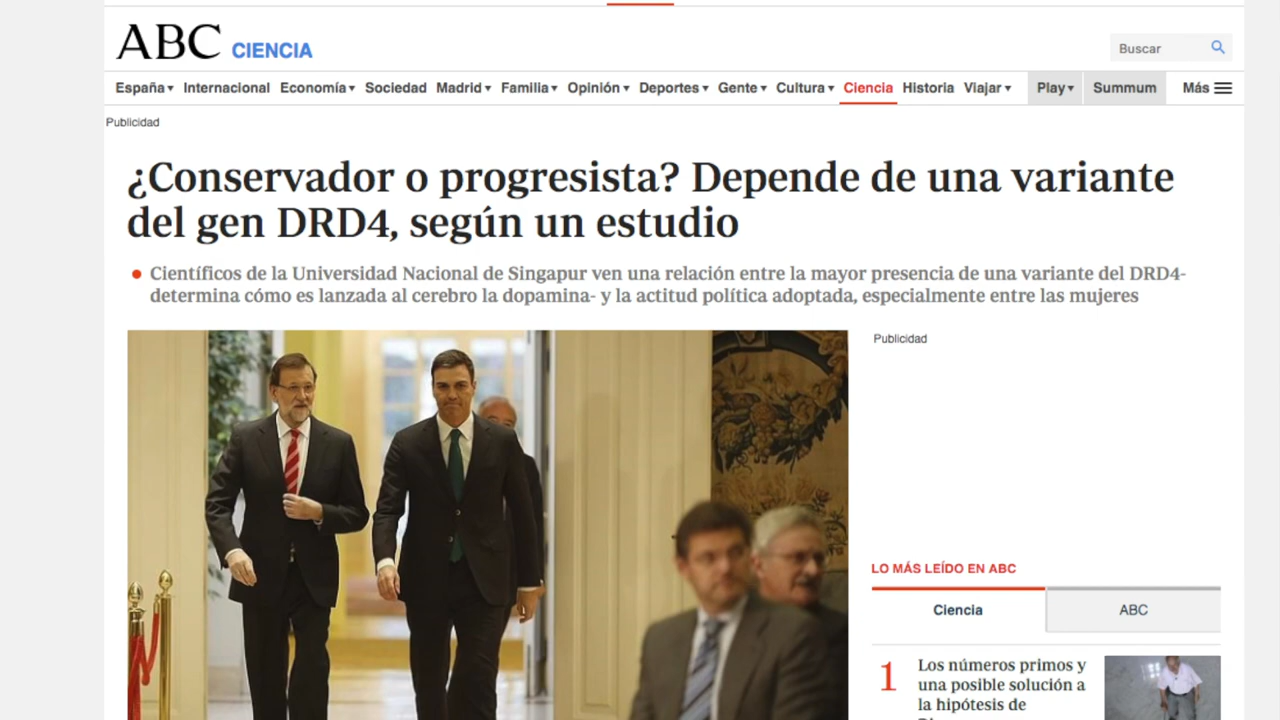 ABC CIENCIA
Buscar
España Internacional Economía Sociedad Madrid Familia Opinión Deportes Gente Cultura Ciencia Historia Viajar Play Summum Más
Publicidad
¿Conservador o progresista? Depende de una variante
del gen DRD4, según un estudio
Científicos de la Universidad Nacional de Singapur ven una relación entre la mayor presencia de una variante del DRD4-
determina cómo es lanzada al cerebro la dopamina- y la actitud política adoptada, especialmente entre las mujeres
Publicidad
LO MÁS LEÍDO EN ABC
Ciencia ABC
1
Los números primos y
una posible solución a
la hipótesis de